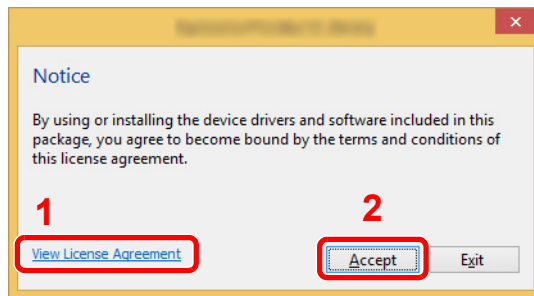 Notice
By using or installing the device drivers and software included in this
package, you agree to become bound by the terms and conditions of
this license agreement.
1
2
View License Agreement
Accept
Exit